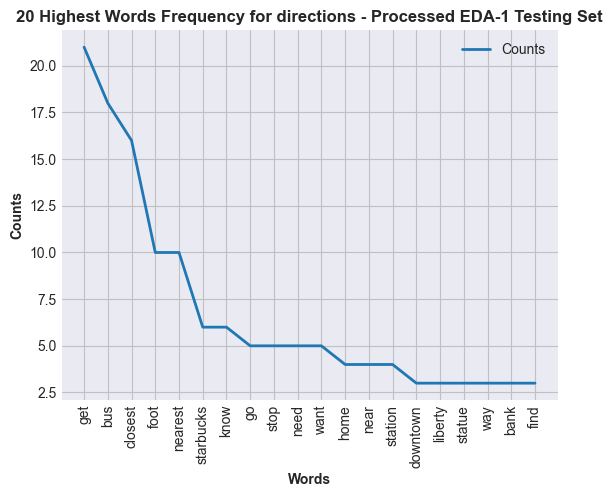 20 Highest Words Frequency for directions - Processed EDA-1 Testing Set
Counts
20.0
17.5
15.0
12.5
10.0
7.5
5.0
2.5
Counts
get
bus
closest
foot
nearest
starbucks
know
go
stop
need
want
home
near
station
downtown
liberty
statue
way
bank
find
Words